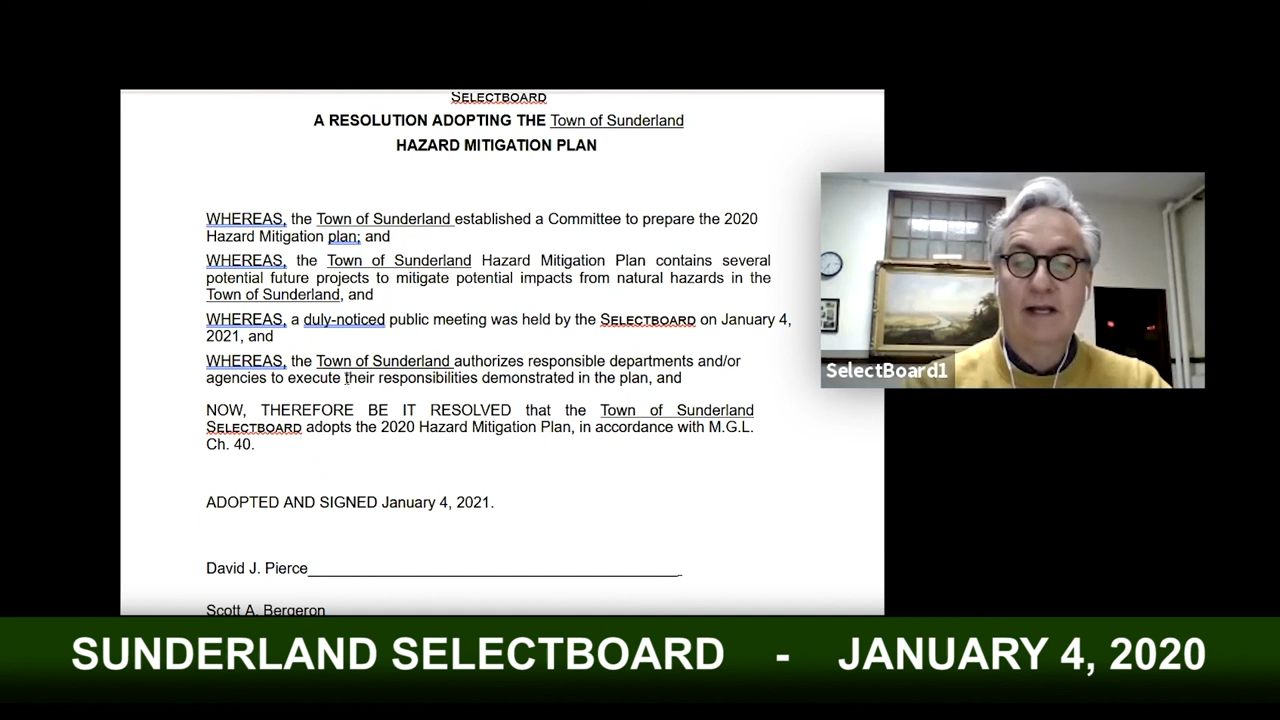 SELECTBOARD
A RESOLUTION ADOPTING THE Town of Sunderland
HAZARD MITIGATION PLAN
WHEREAS, the Town of Sunderland established a Committee to prepare the 2020
Hazard Mitigation plan; and
WHEREAS, the Town of Sunderland Hazard Mitigation Plan contains several
potential future projects to mitigate potential impacts from natural hazards in the
Town of Sunderland, and
WHEREAS, a duly-noticed public meeting was held by the SELECTBOARD on January 4,
2021, and
WHEREAS, the Town of Sunderland authorizes responsible departments and/or
agencies to execute their responsibilities demonstrated in the plan, and
NOW, THEREFORE BE IT RESOLVED that the Town of Sunderland
SELECTBOARD adopts the 2020 Hazard Mitigation Plan, in accordance with M.G.L.
Ch. 40.
ADOPTED AND SIGNED January 4, 2021.
David J. Pierce
Scott A. Bergeron
SelectBoard1
SUNDERLAND SELECTBOARD - JANUARY 4, 2020